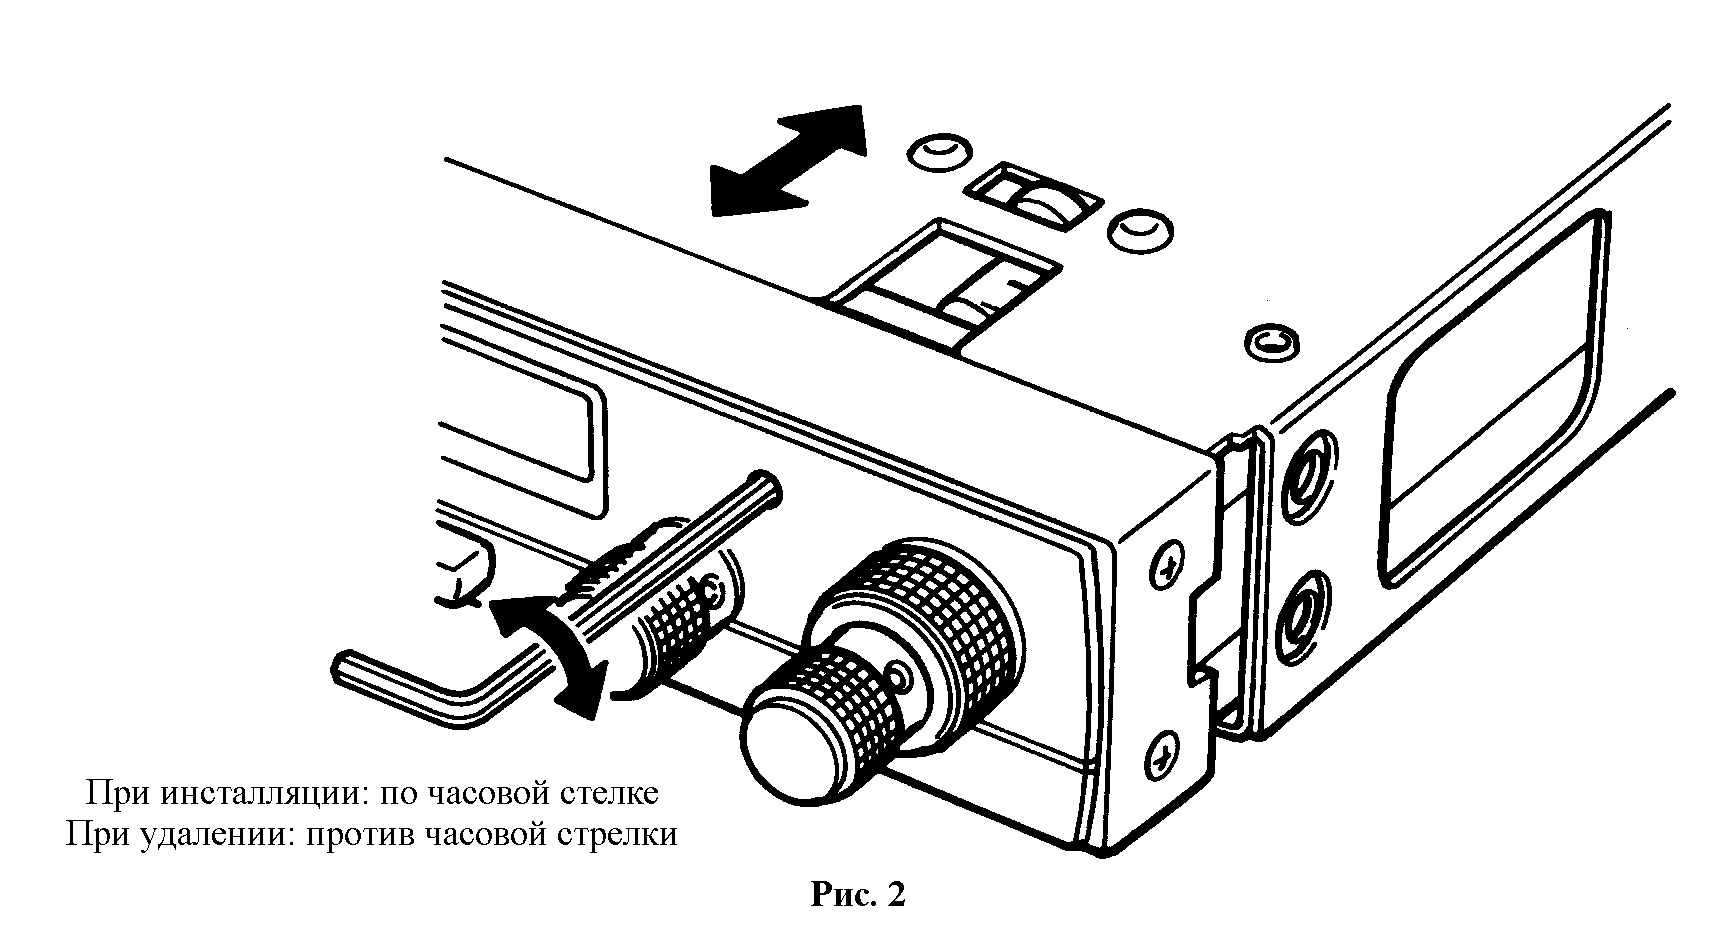 При инсталляции: по часовой стелке
При удалении: против часовой стрелки
Рис. 2